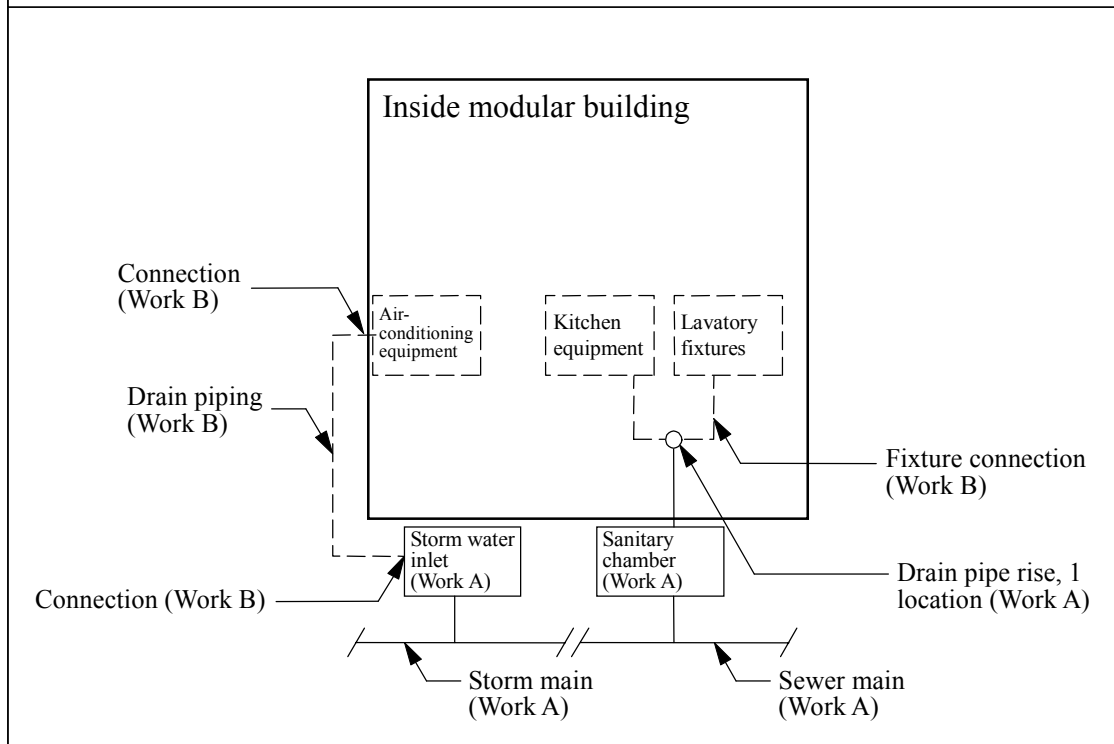 Inside modular building
Connection
(Work B)
Air-
conditioning
equipment
Kitchen
equipment
Lavatory
fixtures
Drain piping
(Work B)
Fixture connection
(Work B)
Storm water
inlet
(Work A)
Sanitary
chamber
(Work A)
Drain pipe rise, 1
location (Work A)
Connection (Work B)
Storm main
(Work A)
Sewer main
(Work A)